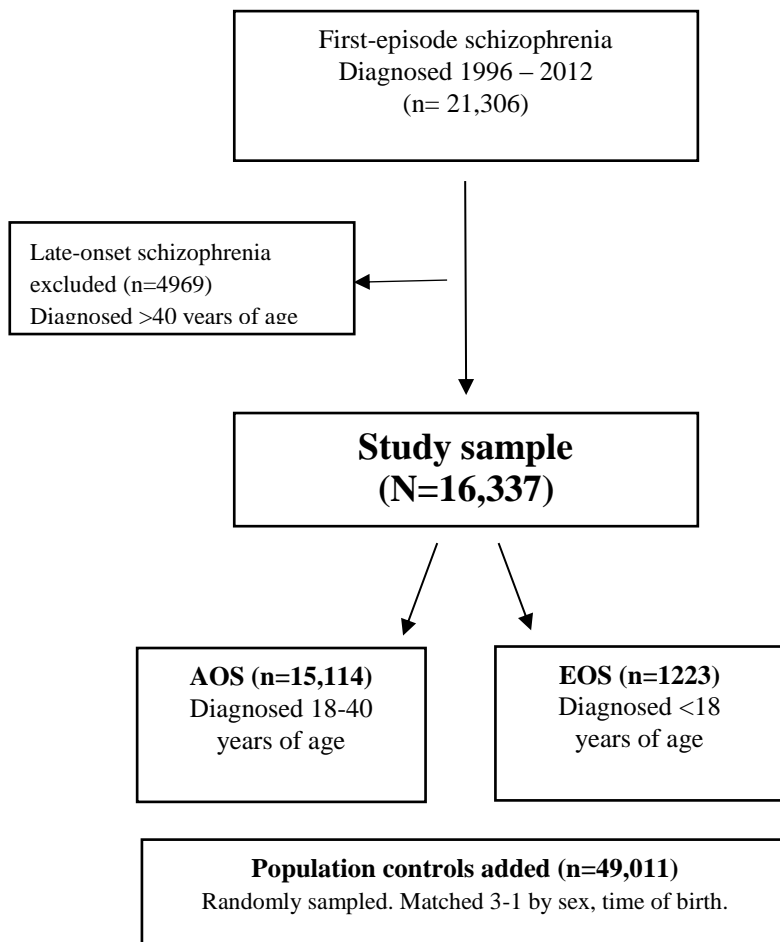 First-episode schizophrenia
Diagnosed 1996 – 2012
(n= 21,306)
Late-onset schizophrenia
excluded (n=4969)
Diagnosed >40 years of age
Study sample
(N=16,337)
AOS (n=15,114)
Diagnosed 18-40
years of age
EOS (n=1223)
Diagnosed <18
years of age
Population controls added (n=49,011)
Randomly sampled. Matched 3-1 by sex, time of birth.